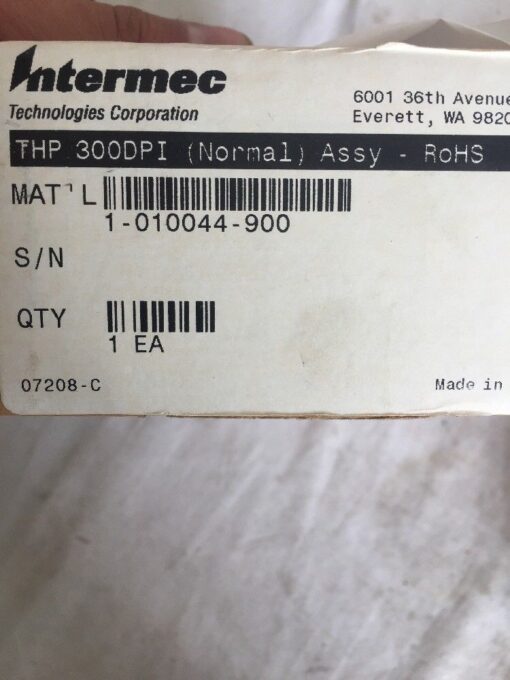 Intermec
Technologies Corporation
6001 36th Avenue
Everett, WA 9820
THP 300DPI (Normal) Assy - RoHS
MAT'L
1-010044-900
S/N
QTY
1 EA
07208-C
Made in